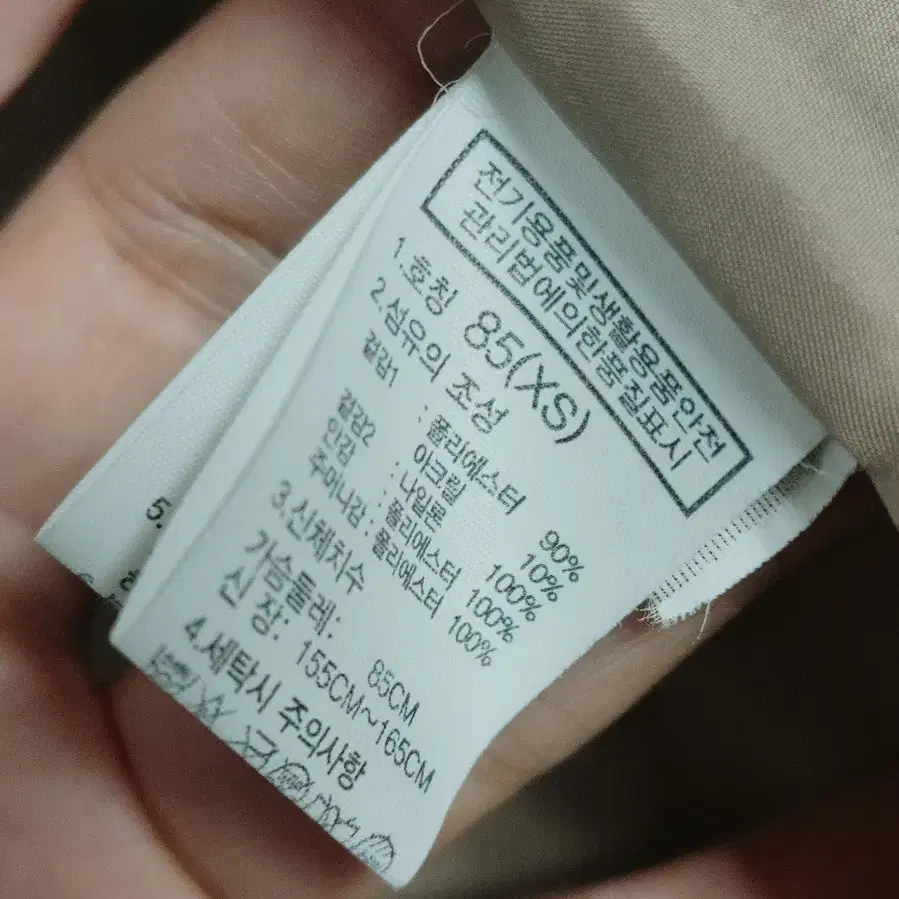 전기용품및생활용품안전
관리법에의한품질표시
1.호칭 85(XS)
2.섬유의 조성
겉감1 : 폴리에스터 90%
아크릴 10%
겉감2 : 나일론 100%
안감 : 폴리에스터 100%
주머니감 : 폴리에스터 100%
3.신체치수
가슴둘레: 85CM
신 장: 155CM~165CM
4.세탁시 주의사항
5.